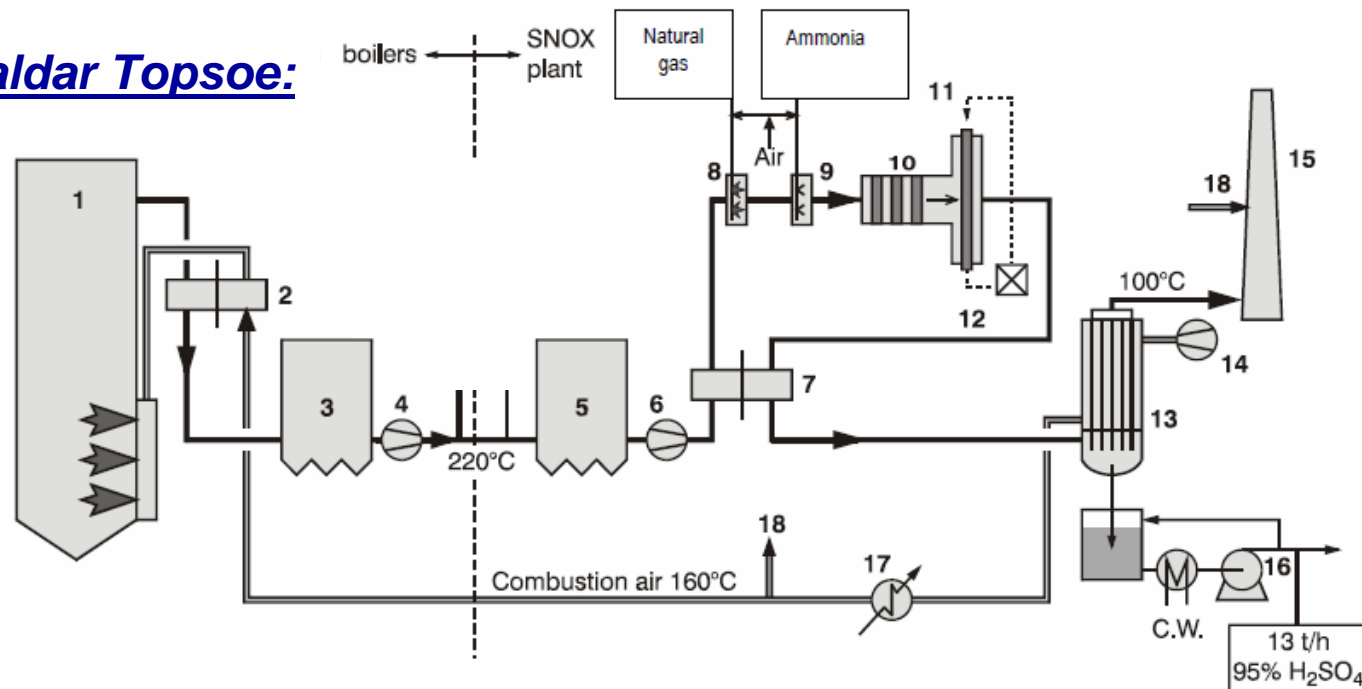 aldar Topsoe:
boilers
SNOX
plant
Natural
gas
Ammonia
Air
1
2
3
4
5
6
7
8
9
10
11
12
13
14
15
18
100°C
220°C
18
17
Combustion air 160°C
16
C.W.
13 t/h
95% H₂SO₄